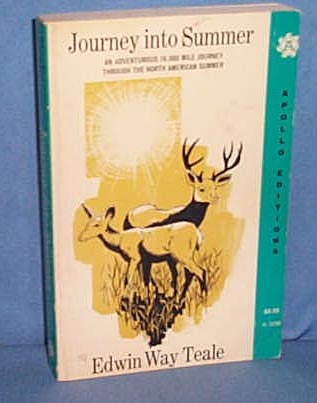 Journey into Summer
AN ADVENTUROUS 19,000 MILE JOURNEY
THROUGH THE NORTH AMERICAN SUMMER
APOLLO EDITIONS
Edwin Way Teale